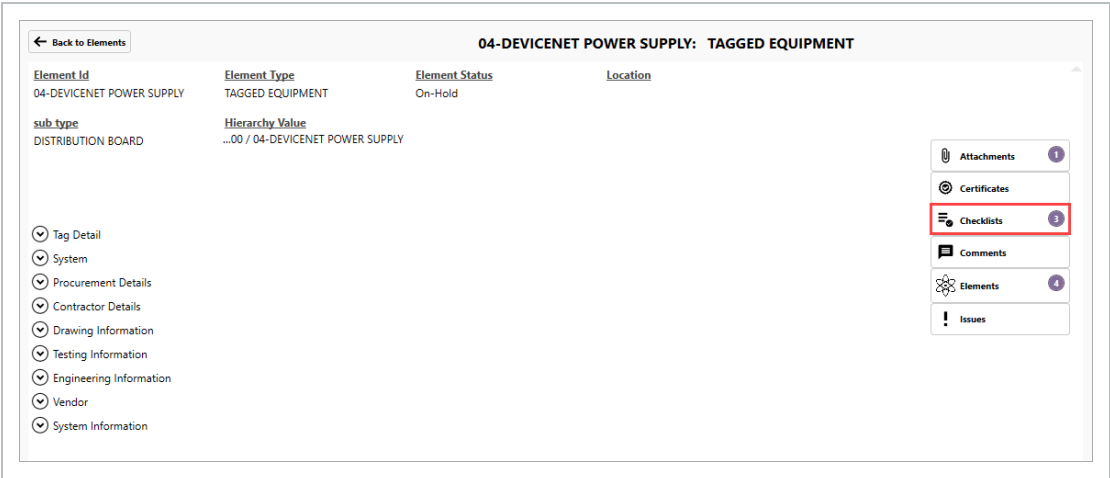 Back to Elements
04-DEVICENET POWER SUPPLY: TAGGED EQUIPMENT
Element Id Element Type Element Status Location
04-DEVICENET POWER SUPPLY TAGGED EQUIPMENT On-Hold
sub type Hierarchy Value
DISTRIBUTION BOARD ...00 / 04-DEVICENET POWER SUPPLY
Attachments 1
Certificates
Checklists 3
Comments
Elements 4
Issues
Tag Detail
System
Procurement Details
Contractor Details
Drawing Information
Testing Information
Engineering Information
Vendor
System Information